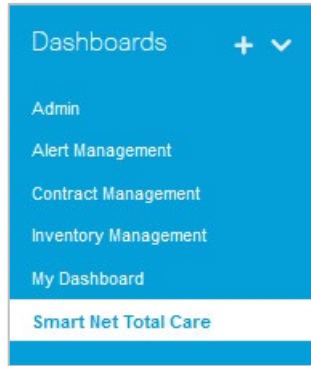 Dashboards
Admin
Alert Management
Contract Management
Inventory Management
My Dashboard
Smart Net Total Care